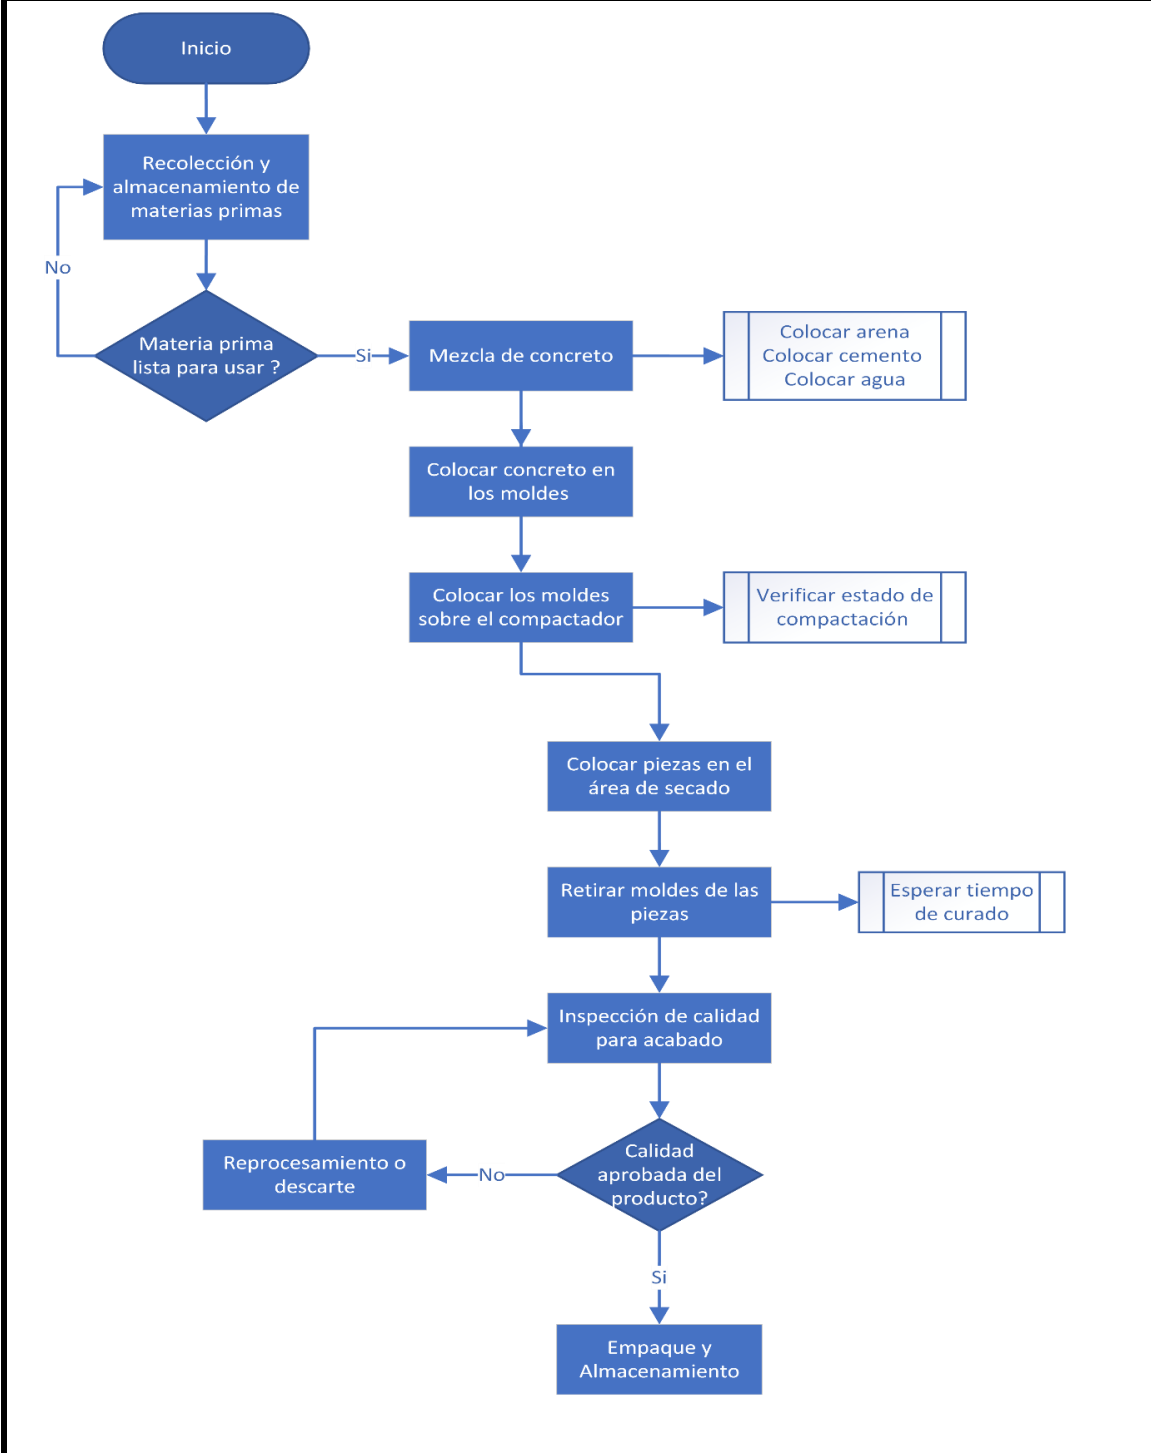 Inicio
Recolección y
almacenamiento de
materias primas
No
Materia prima
lista para usar ?
Si
Mezcla de concreto
Colocar arena
Colocar cemento
Colocar agua
Colocar concreto en
los moldes
Colocar los moldes
sobre el compactador
Verificar estado de
compactación
Colocar piezas en el
área de secado
Retirar moldes de las
piezas
Esperar tiempo
de curado
Inspección de calidad
para acabado
Reprocesamiento o
descarte
No
Calidad
aprobada del
producto?
Si
Empaque y
Almacenamiento